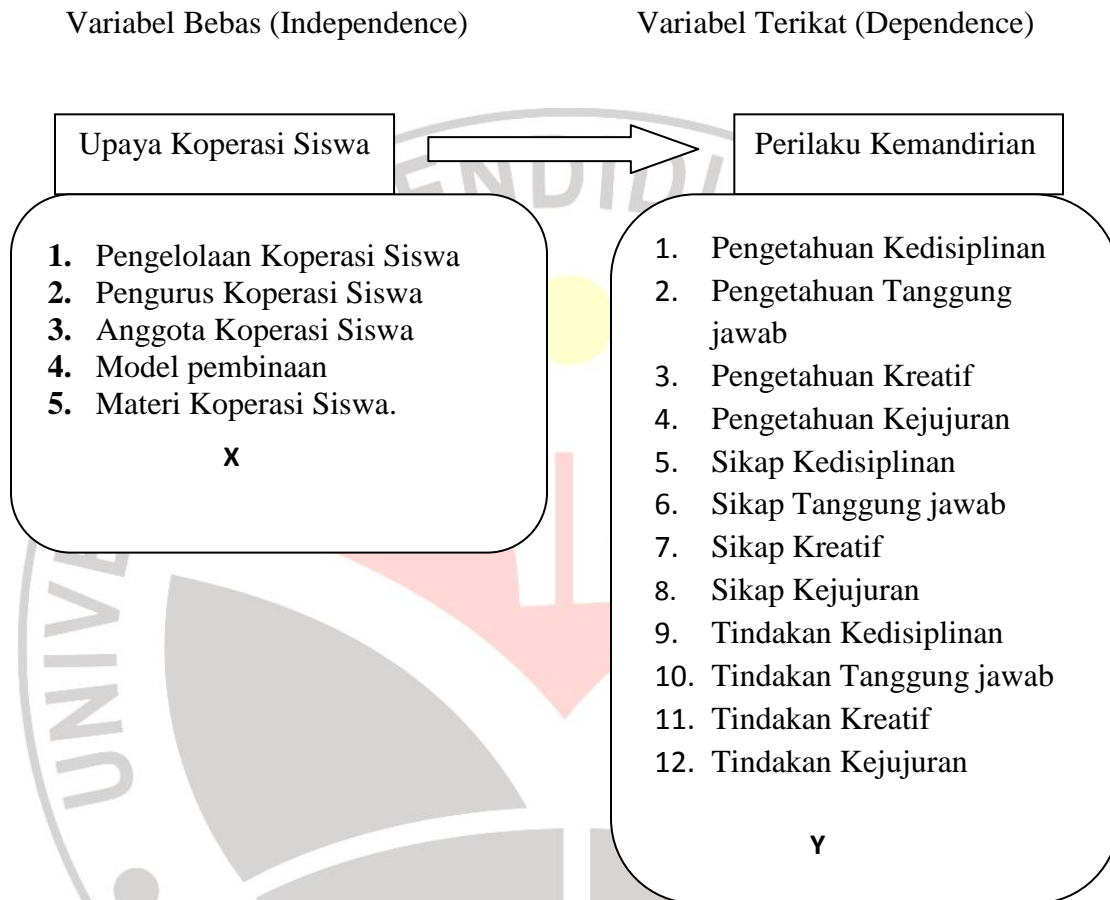 Variabel Bebas (Independence)
Variabel Terikat (Dependence)
Upaya Koperasi Siswa
Perilaku Kemandirian
1. Pengelolaan Koperasi Siswa
2. Pengurus Koperasi Siswa
3. Anggota Koperasi Siswa
4. Model pembinaan
5. Materi Koperasi Siswa.
X
1. Pengetahuan Kedisiplinan
2. Pengetahuan Tanggung
jawab
3. Pengetahuan Kreatif
4. Pengetahuan Kejujuran
5. Sikap Kedisiplinan
6. Sikap Tanggung jawab
7. Sikap Kreatif
8. Sikap Kejujuran
9. Tindakan Kedisiplinan
10. Tindakan Tanggung jawab
11. Tindakan Kreatif
12. Tindakan Kejujuran
Y